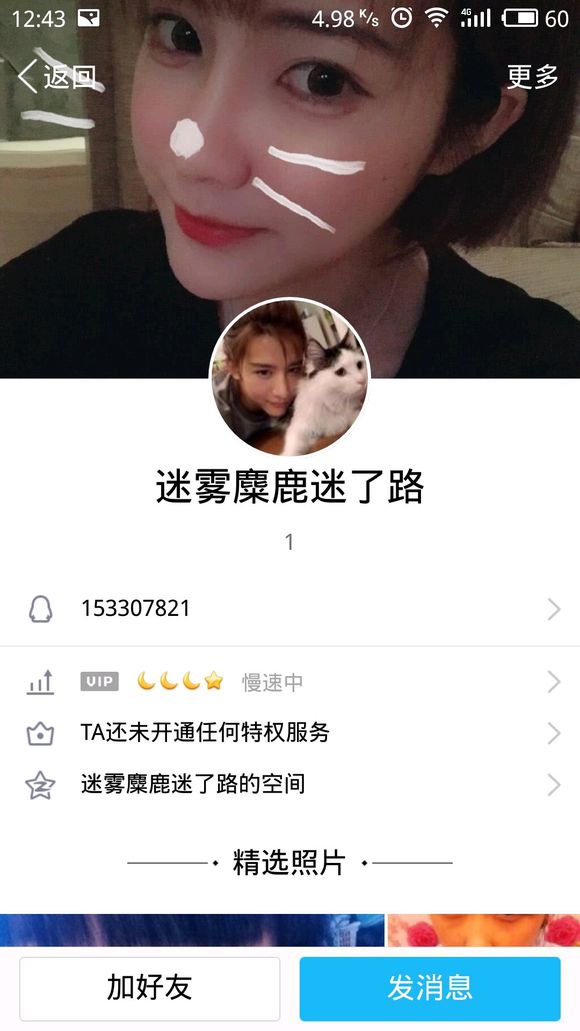 12:43 4.98 K/s 4G 60
返回 更多
迷雾麋鹿迷了路
1
153307821
VIP 慢速中
TA还未开通任何特权服务
迷雾麋鹿迷了路的空间
精选照片
加好友 发消息